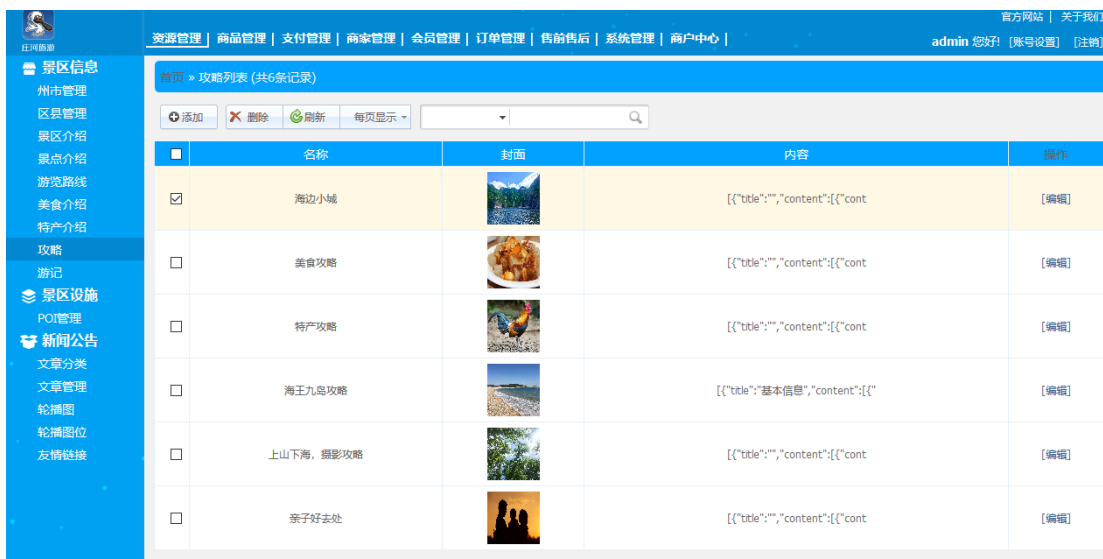 官方网站 | 关于我们
庄河旅游
资源管理 | 商品管理 | 支付管理 | 商家管理 | 会员管理 | 订单管理 | 售前售后 | 系统管理 | 商户中心 |
admin 您好! [账号设置] [注销]
景区信息
州市管理
区县管理
景区介绍
景点介绍
游览路线
美食介绍
特产介绍
攻略
游记
景区设施
POI管理
新闻公告
文章分类
文章管理
轮播图
轮播图位
友情链接
首页 » 攻略列表 (共6条记录)
添加 删除 刷新 每页显示
名称 封面 内容 操作
海边小城 [{"title":"","content":[{"cont [编辑]
美食攻略 [{"title":"","content":[{"cont [编辑]
特产攻略 [{"title":"","content":[{"cont [编辑]
海王九岛攻略 [{"title":"基本信息","content":[{" [编辑]
上山下海，摄影攻略 [{"title":"","content":[{"cont [编辑]
亲子好去处 [{"title":"","content":[{"cont [编辑]